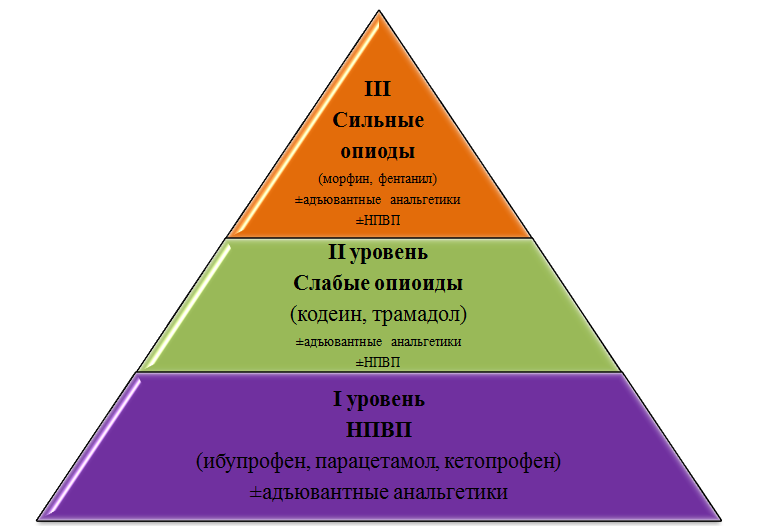 III
Сильные
опиоды
(морфин, фентанил)
±адъювантные анальгетики
±НПВП
II уровень
Слабые опиоиды
(кодеин, трамадол)
±адъювантные анальгетики
±НПВП
I уровень
НПВП
(ибупрофен, парацетамол, кетопрофен)
±адъювантные анальгетики